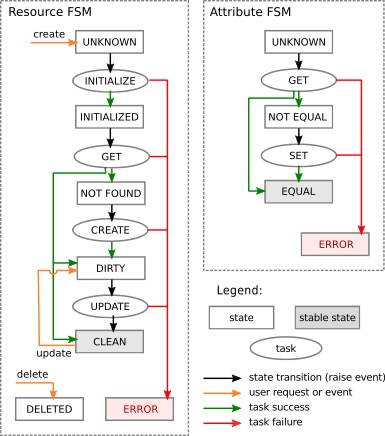 Resource FSM
create
UNKNOWN
INITIALIZE
INITIALIZED
GET
NOT FOUND
CREATE
DIRTY
UPDATE
CLEAN
update
delete
DELETED
ERROR
Attribute FSM
UNKNOWN
GET
NOT EQUAL
SET
EQUAL
ERROR
Legend:
state
stable state
task
state transition (raise event)
user request or event
task success
task failure